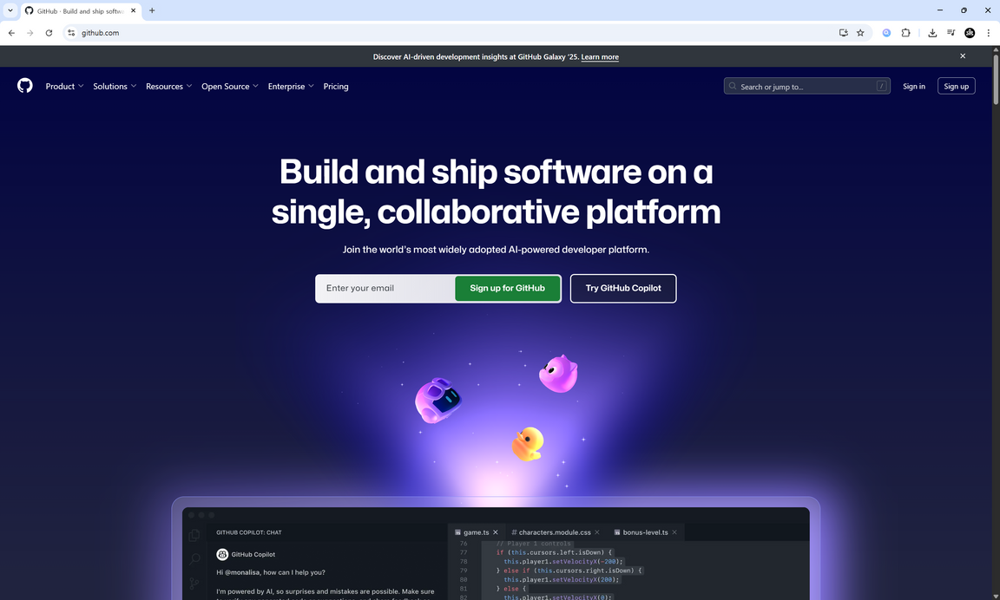 GitHub · Build and ship softw
github.com
Discover AI-driven development insights at GitHub Galaxy '25. Learn more
Product Solutions Resources Open Source Enterprise Pricing
Search or jump to... /
Sign in
Sign up
Build and ship software on a
single, collaborative platform
Join the world's most widely adopted AI-powered developer platform.
Enter your email
Sign up for GitHub
Try GitHub Copilot
GITHUB COPILOT: CHAT
GitHub Copilot
Hi @monalisa, how can I help you?
I'm powered by AI, so surprises and mistakes are possible. Make sure
game.ts
characters.module.css
bonus-level.ts
76 // Player 1 controls
77 if (this.cursors.left.isDown) {
78 this.player1.setVelocityX(-200);
79 } else if (this.cursors.right.isDown) {
80 this.player1.setVelocityX(200);
81 } else {
82 this.player1.setVelocityX(0);